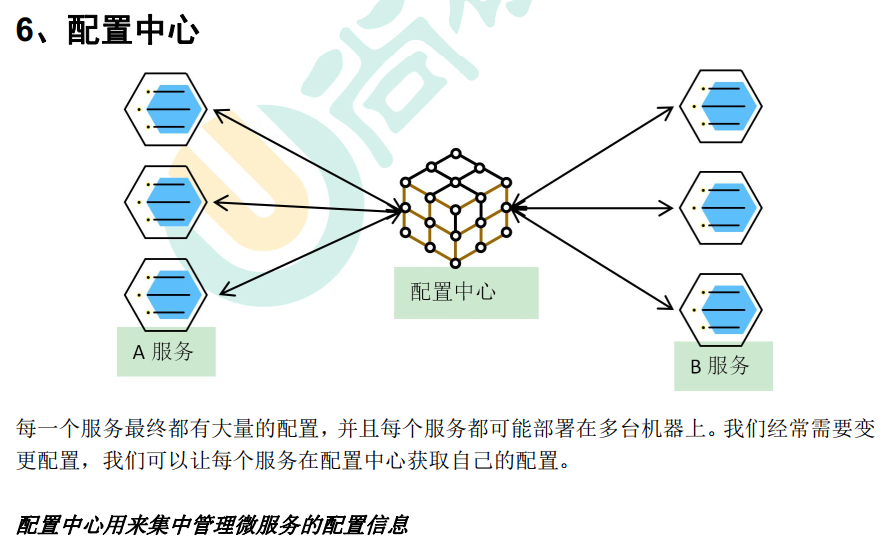 6、配置中心
配置中心
A 服务
B 服务
每一个服务最终都有大量的配置，并且每个服务都可能部署在多台机器上。我们经常需要变
更配置，我们可以让每个服务在配置中心获取自己的配置。
配置中心用来集中管理微服务的配置信息